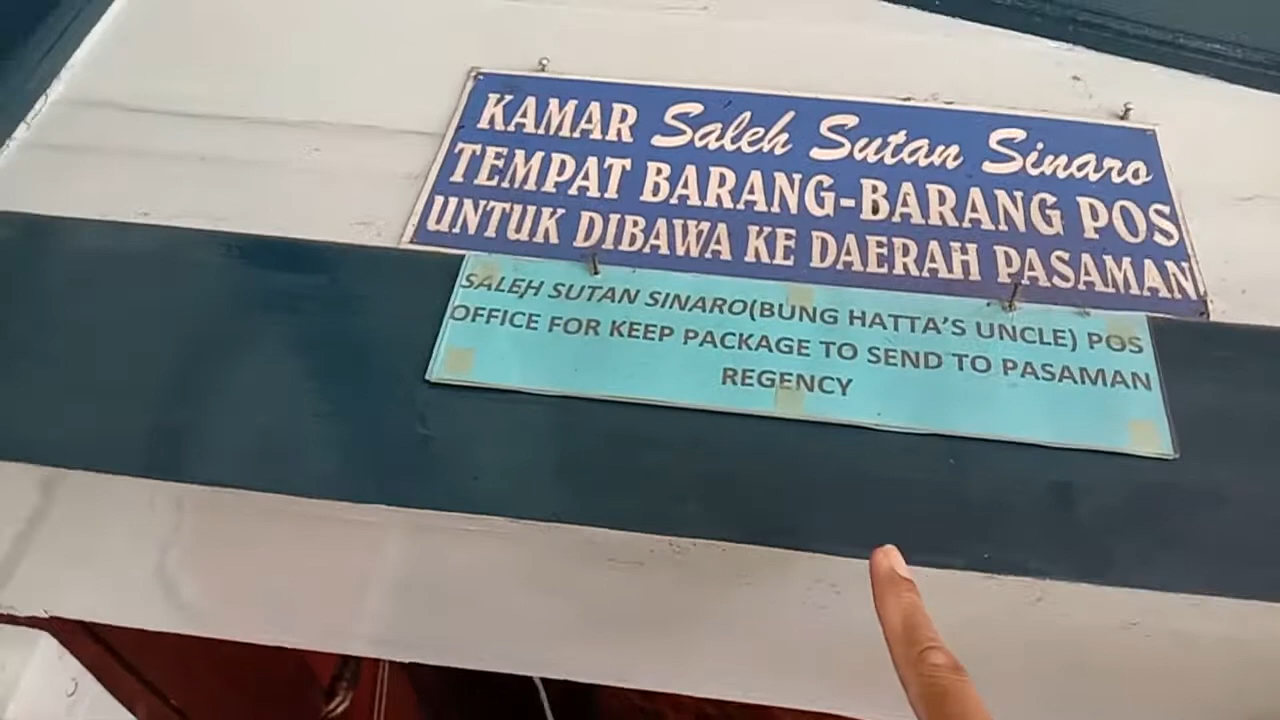 KAMAR Saleh Sutan Sinaro
TEMPAT BARANG-BARANG POS
UNTUK DIBAWA KE DAERAH PASAMAN
SALEH SUTAN SINARO(BUNG HATTA'S UNCLE) POS
OFFICE FOR KEEP PACKAGE TO SEND TO PASAMAN
REGENCY